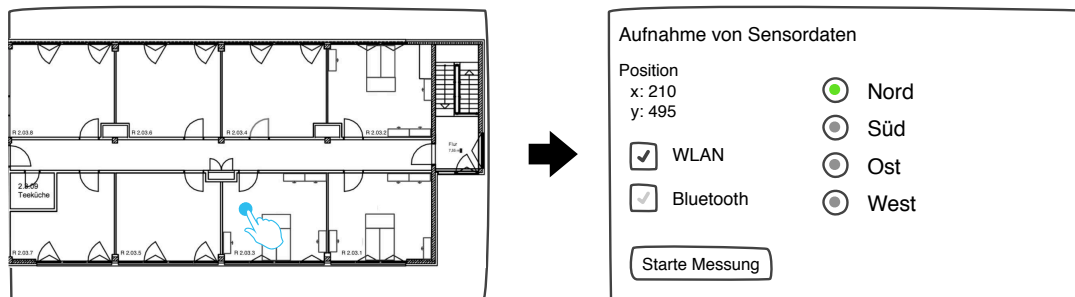 R 2.03.8
R 2.03.6
R 2.03.4
R 2.03.2
Flur
2.3.09
Teeküche
R 2.03.7
R 2.03.5
R 2.03.3
R 2.03.1
Aufnahme von Sensordaten
Position
x: 210
y: 495
WLAN
Bluetooth
Nord
Süd
Ost
West
Starte Messung